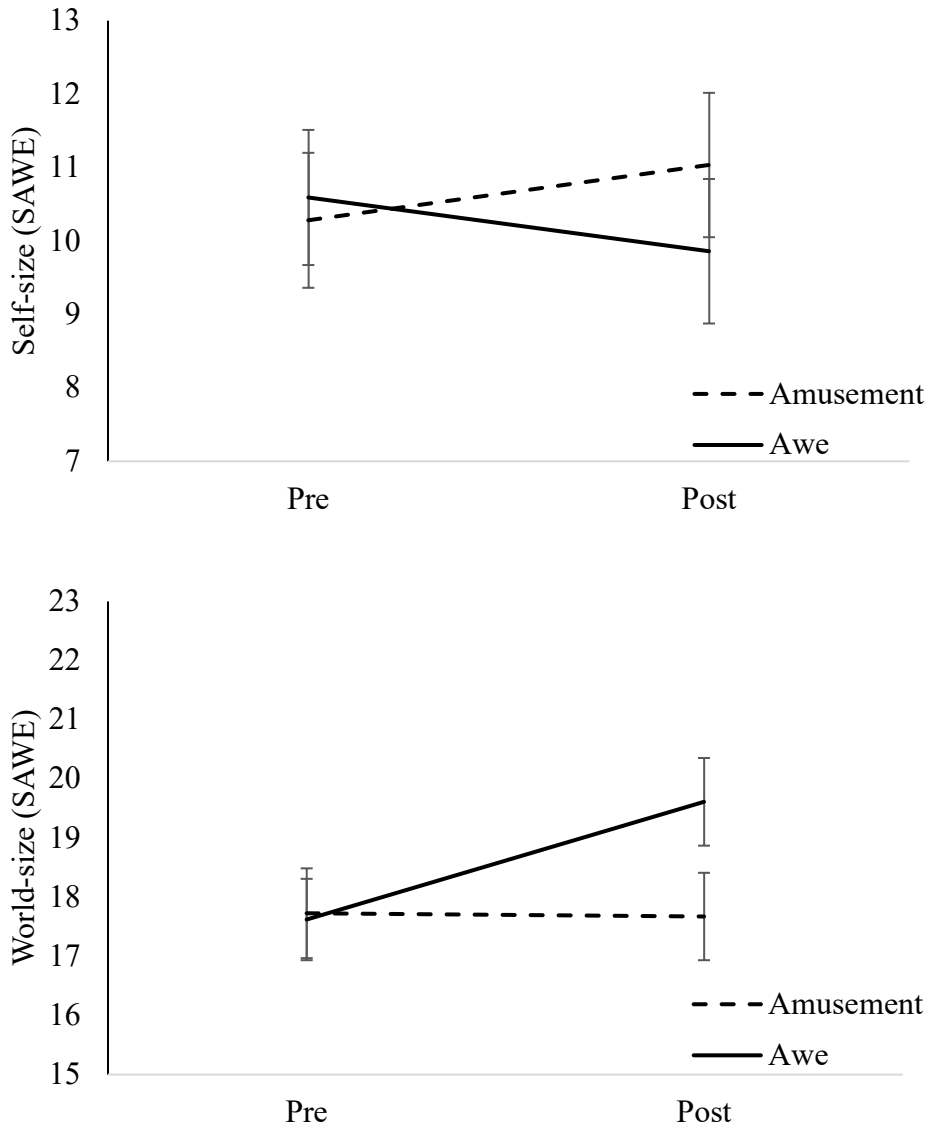 13
12
11
10
9
8
7
Self-size (SAWE)
Amusement
Awe
Pre Post
23
22
21
20
19
18
17
16
15
World-size (SAWE)
Amusement
Awe
Pre Post